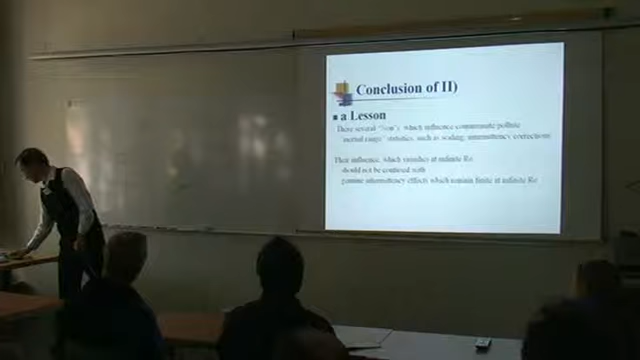 Conclusion of II)
a Lesson
There several which influence contaminate pollute
inertial range statistics, such as scaling, intermittency corrections
Their influence, which vanishes at infinite Re
should not be confused with
genuine intermittency effects which remain finite at infinite Re